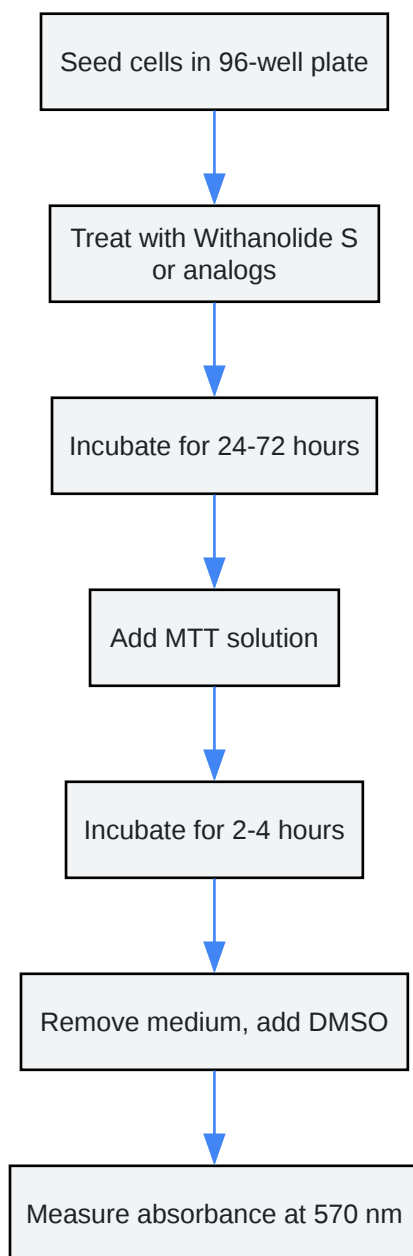 Seed cells in 96-well plate
Treat with Withanolide S
or analogs
Incubate for 24-72 hours
Add MTT solution
Incubate for 2-4 hours
Remove medium, add DMSO
Measure absorbance at 570 nm